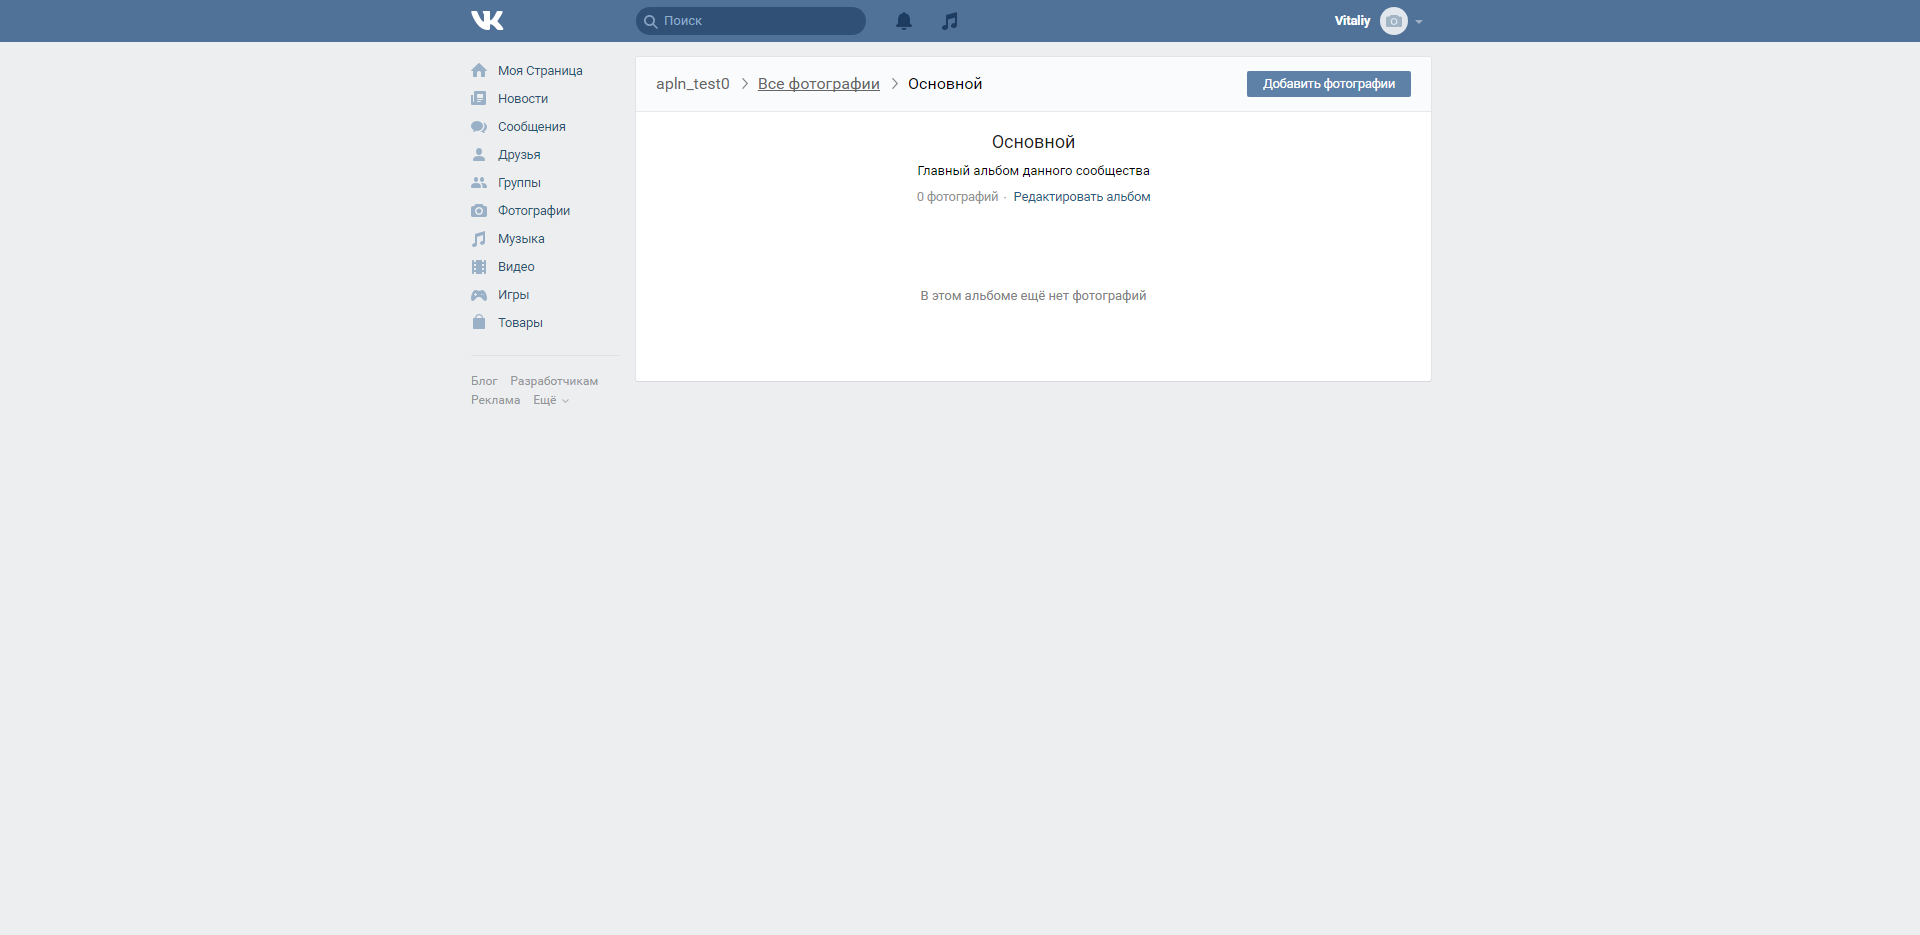 VK
Поиск
Vitaliy
Моя Страница
Новости
Сообщения
Друзья
Группы
Фотографии
Музыка
Видео
Игры
Товары
Блог Разработчикам
Реклама Ещё
apln_test0 > Все фотографии > Основной
Добавить фотографии
Основной
Главный альбом данного сообщества
0 фотографий · Редактировать альбом
В этом альбоме ещё нет фотографий